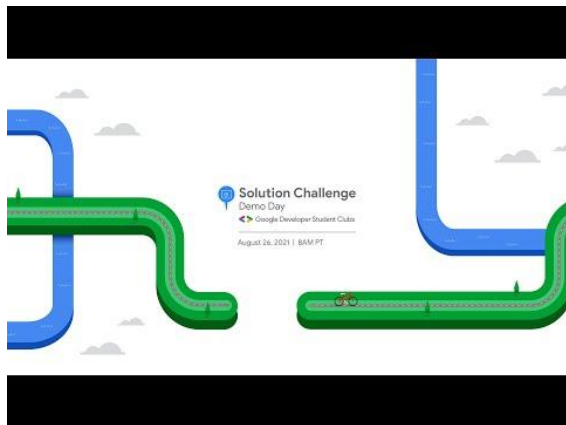 Solution Challenge
Demo Day
Google Developer Student Clubs
August 26, 2021 | 8AM PT